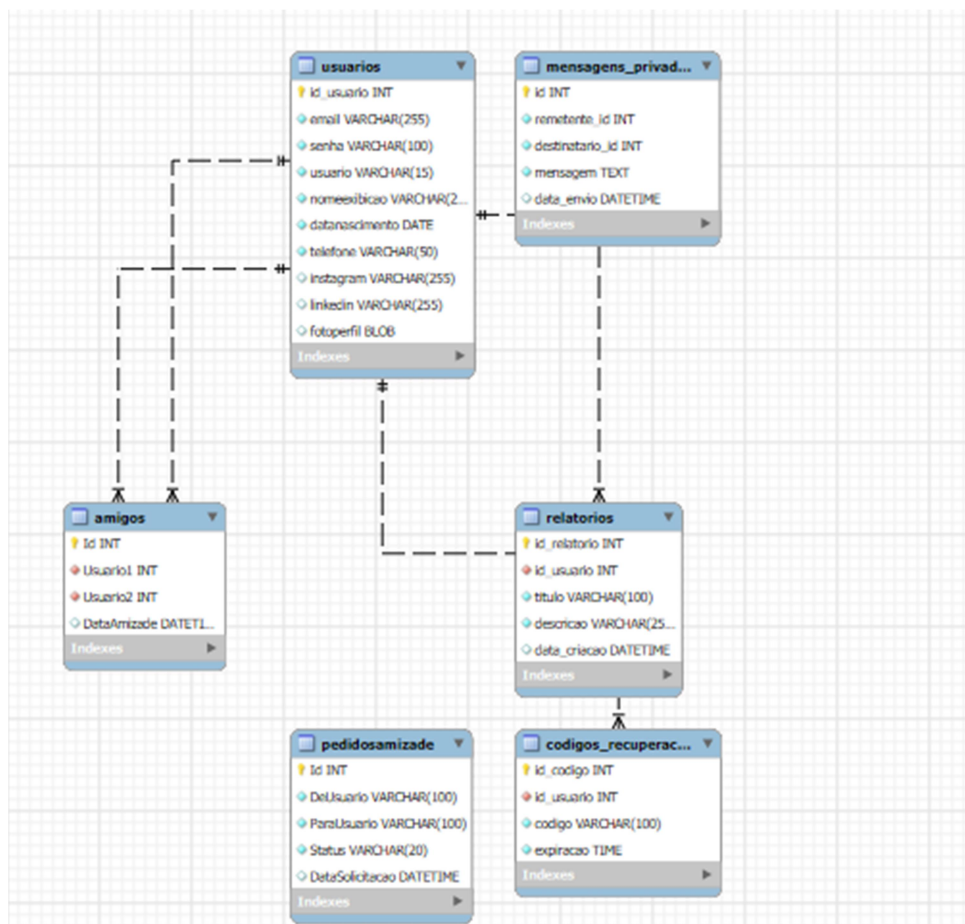 usuarios
id_usuario INT
email VARCHAR(255)
senha VARCHAR(100)
usuario VARCHAR(15)
nomeexibicao VARCHAR(2...
datanascimento DATE
telefone VARCHAR(50)
instagram VARCHAR(255)
linkedin VARCHAR(255)
fotoperfil BLOB
Indexes
mensagens_privad...
id INT
remetente_id INT
destinatario_id INT
mensagem TEXT
data_envio DATETIME
Indexes
amigos
Id INT
Usuario1 INT
Usuario2 INT
DataAmizade DATETI...
Indexes
relatorios
id_relatorio INT
id_usuario INT
titulo VARCHAR(100)
descricao VARCHAR(25...
data_criacao DATETIME
Indexes
pedidosamizade
Id INT
DeUsuario VARCHAR(100)
ParaUsuario VARCHAR(100)
Status VARCHAR(20)
DataSolicitacao DATETIME
Indexes
codigos_recuperac...
id_codigo INT
id_usuario INT
codigo VARCHAR(100)
expiracao TIME
Indexes